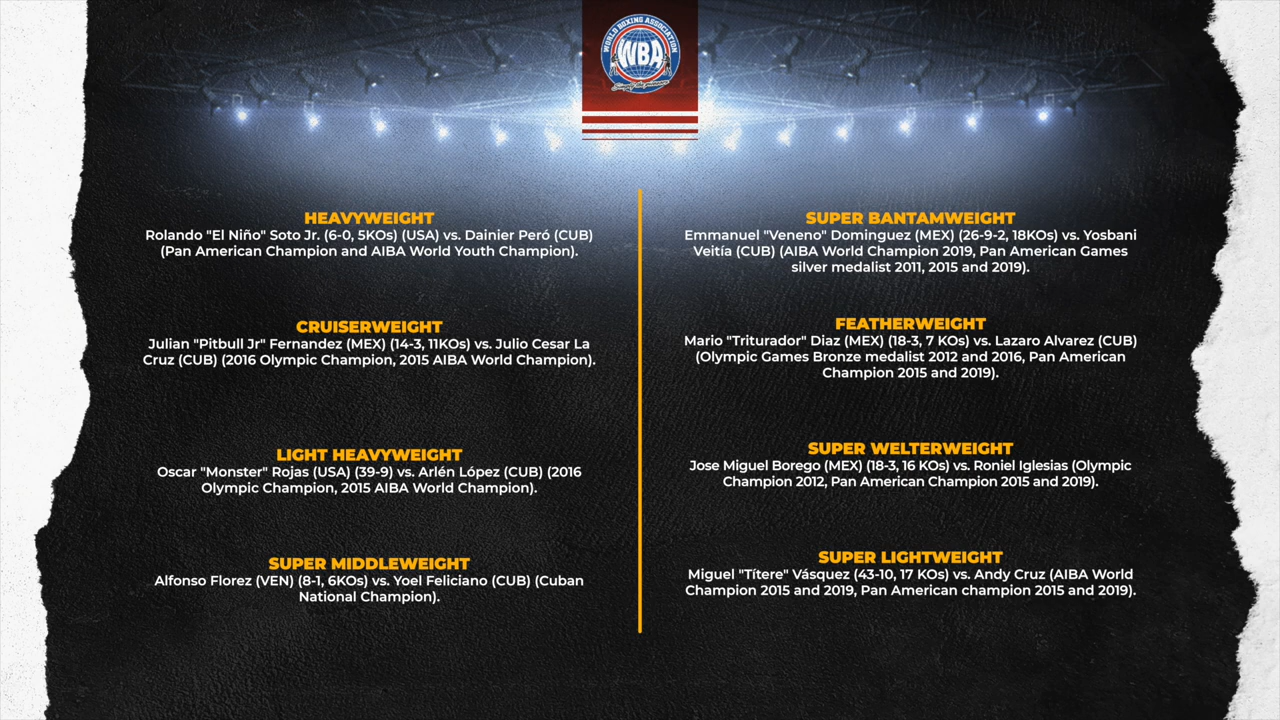 WORLD BOXING ASSOCIATION
WBA
Simply the pioneers
HEAVYWEIGHT
Rolando "El Niño" Soto Jr. (6-0, 5KOs) (USA) vs. Dainier Peró (CUB)
(Pan American Champion and AIBA World Youth Champion).
CRUISERWEIGHT
Julian "Pitbull Jr" Fernandez (MEX) (14-3, 11KOs) vs. Julio Cesar La
Cruz (CUB) (2016 Olympic Champion, 2015 AIBA World Champion).
LIGHT HEAVYWEIGHT
Oscar "Monster" Rojas (USA) (39-9) vs. Arlén López (CUB) (2016
Olympic Champion, 2015 AIBA World Champion).
SUPER MIDDLEWEIGHT
Alfonso Florez (VEN) (8-1, 6KOs) vs. Yoel Feliciano (CUB) (Cuban
National Champion).
SUPER BANTAMWEIGHT
Emmanuel "Veneno" Dominguez (MEX) (26-9-2, 18KOs) vs. Yosbani
Veitía (CUB) (AIBA World Champion 2019, Pan American Games
silver medalist 2011, 2015 and 2019).
FEATHERWEIGHT
Mario "Triturador" Diaz (MEX) (18-3, 7 KOs) vs. Lazaro Alvarez (CUB)
(Olympic Games Bronze medalist 2012 and 2016, Pan American
Champion 2015 and 2019).
SUPER WELTERWEIGHT
Jose Miguel Borego (MEX) (18-3, 16 KOs) vs. Roniel Iglesias (Olympic
Champion 2012, Pan American Champion 2015 and 2019).
SUPER LIGHTWEIGHT
Miguel "Títere" Vásquez (43-10, 17 KOs) vs. Andy Cruz (AIBA World
Champion 2015 and 2019, Pan American champion 2015 and 2019).